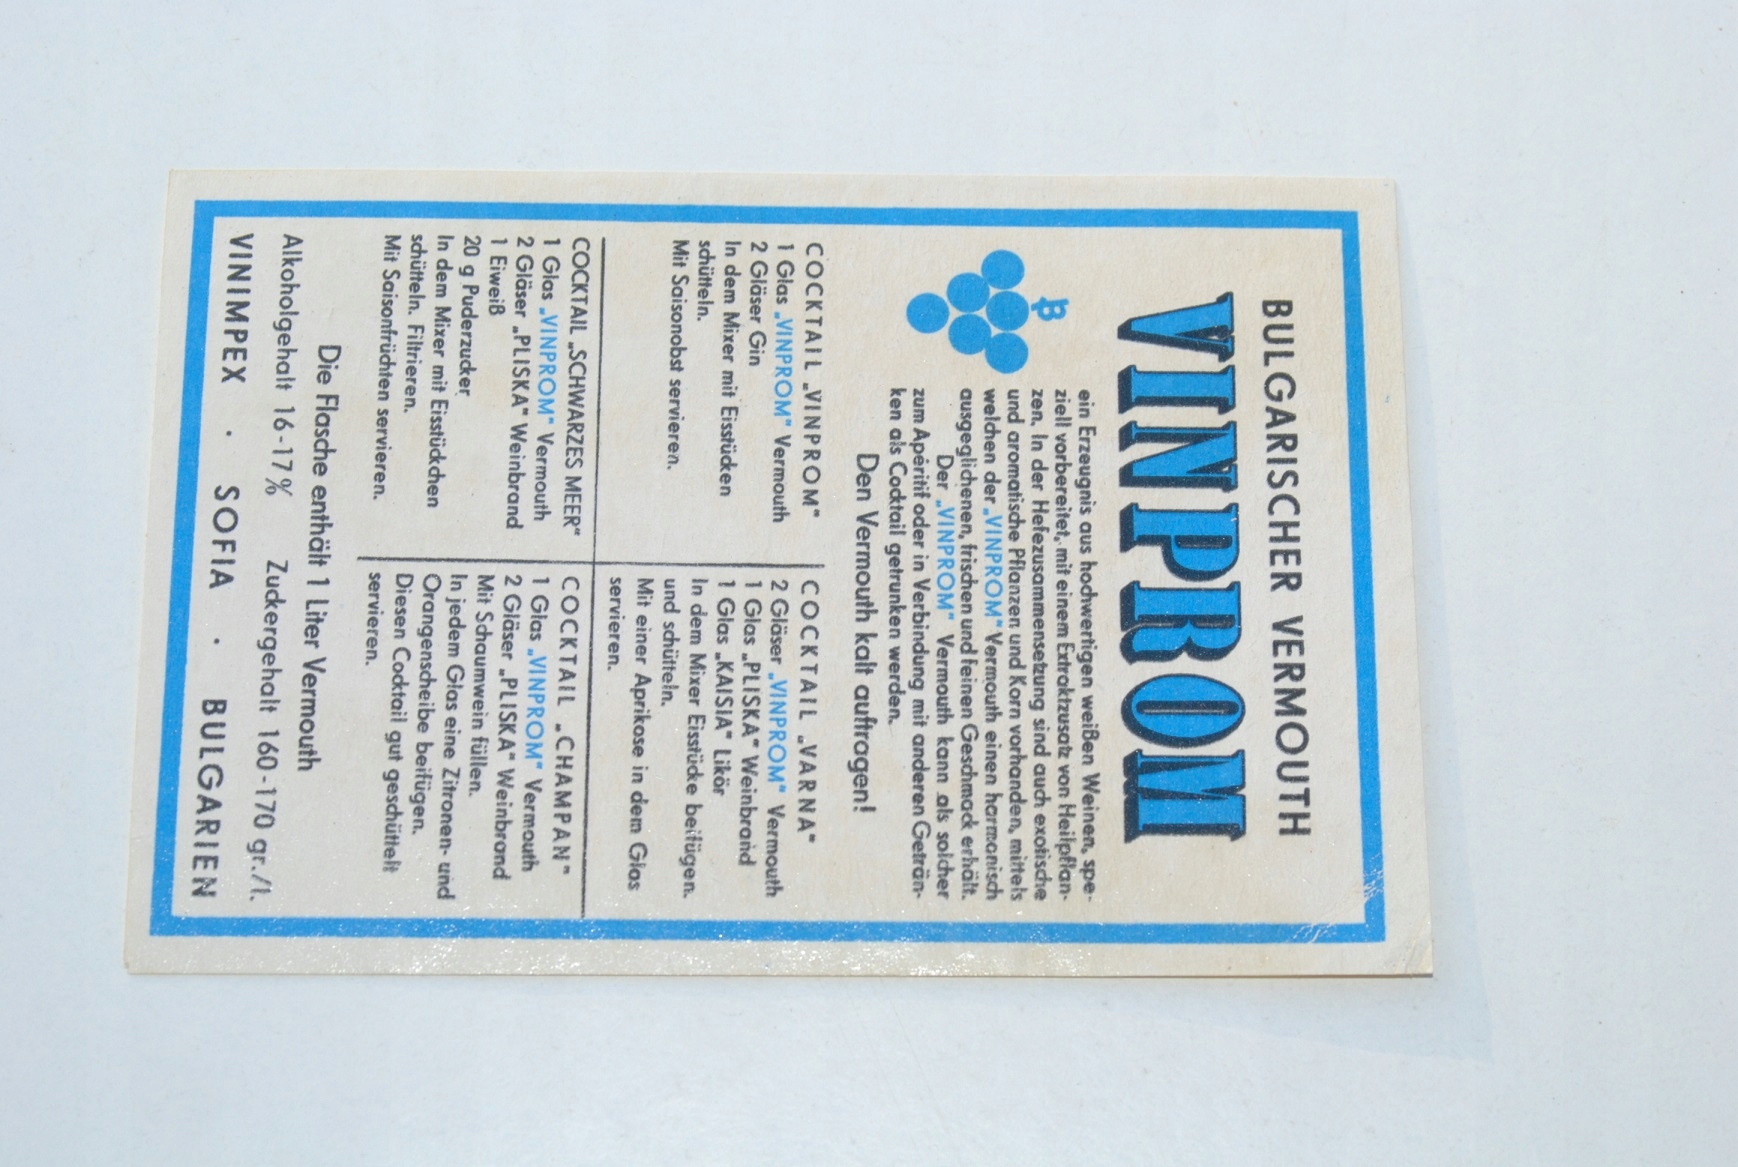 BULGARISCHER VERMOUTH
VINPROM
ein Erzeugnis aus hochwertigen weißen Weinen, spe-
ziell vorbereitet, mit einem Extraktzusatz von Heilpflan-
zen. In der Hefezusammensetzung sind auch exotische
und aromatische Pflanzen und Korn vorhanden, mittels
welchen der „VINPROM“ Vermouth einen harmonisch
ausgeglichenen, frischen und feinen Geschmack erhält.
Der „VINPROM“ Vermouth kann als solcher
zum Apéritif oder in Verbindung mit anderen Geträn-
ken als Cocktail getrunken werden.
Den Vermouth kalt auftragen!
COCKTAIL „VINPROM“
1 Glas „VINPROM“ Vermouth
2 Gläser Gin
In dem Mixer mit Eisstücken
schütteln.
Mit Saisonobst servieren.
COCKTAIL „VARNA“
2 Gläser „VINPROM“ Vermouth
1 Glas „PLISKA“ Weinbrand
1 Glas „KAISIA“ Likör
In dem Mixer Eisstücke beifügen.
und schütteln.
Mit einer Aprikose in dem Glas
servieren.
COCKTAIL „SCHWARZES MEER“
1 Glas „VINPROM“ Vermouth
2 Gläser „PLISKA“ Weinbrand
1 Eiweiß
20 g Puderzucker
In dem Mixer mit Eisstückchen
schütteln. Filtrieren.
Mit Saisonfrüchten servieren.
COCKTAIL „CHAMPAN“
1 Glas „VINPROM“ Vermouth
2 Gläser „PLISKA“ Weinbrand
Mit Schaumwein füllen.
In jedem Glas eine Zitronen- und
Orangenscheibe beifügen.
Diesen Cocktail gut geschüttelt
servieren.
Die Flasche enthält 1 Liter Vermouth
Alkoholgehalt 16-17% Zuckergehalt 160-170 gr./l.
VINIMPEX · SOFIA · BULGARIEN